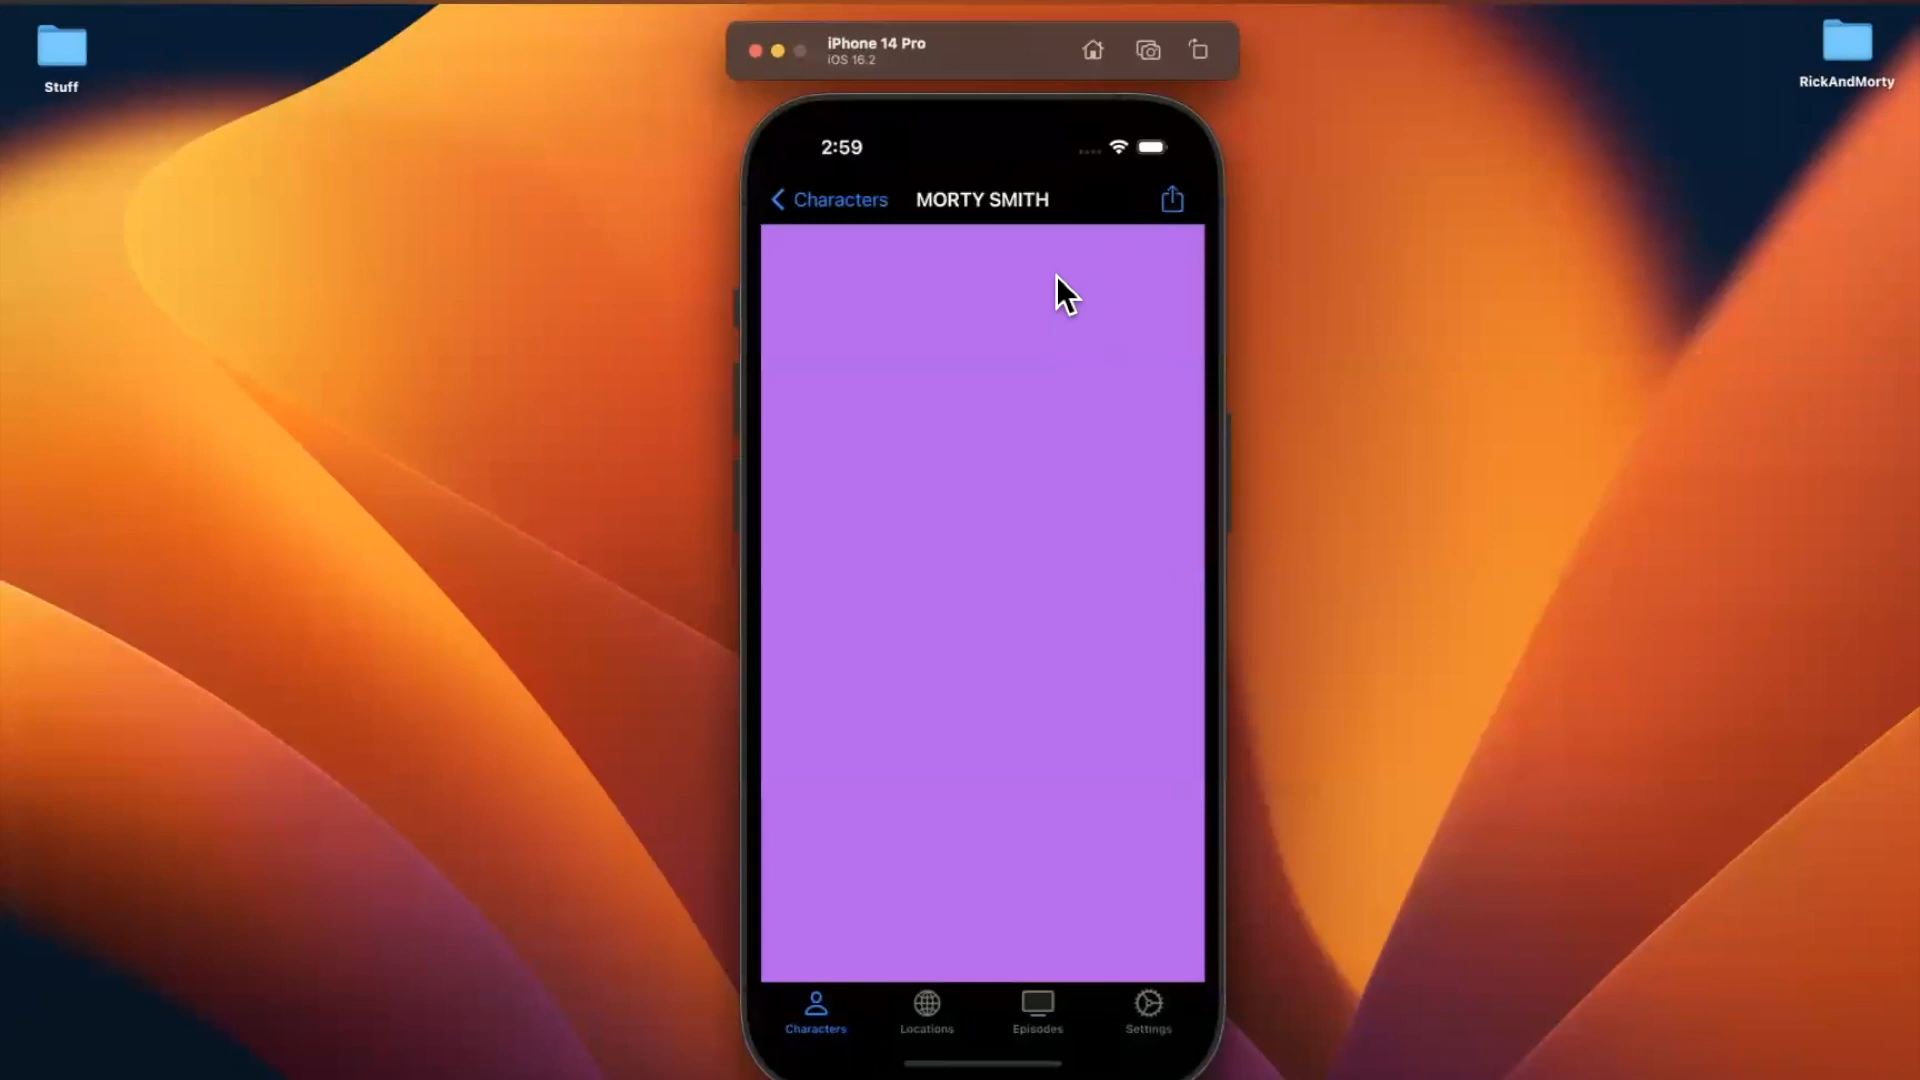 Stuff
iPhone 14 Pro
iOS 16.2
RickAndMorty
2:59
Characters
MORTY SMITH
Characters
Locations
Episodes
Settings